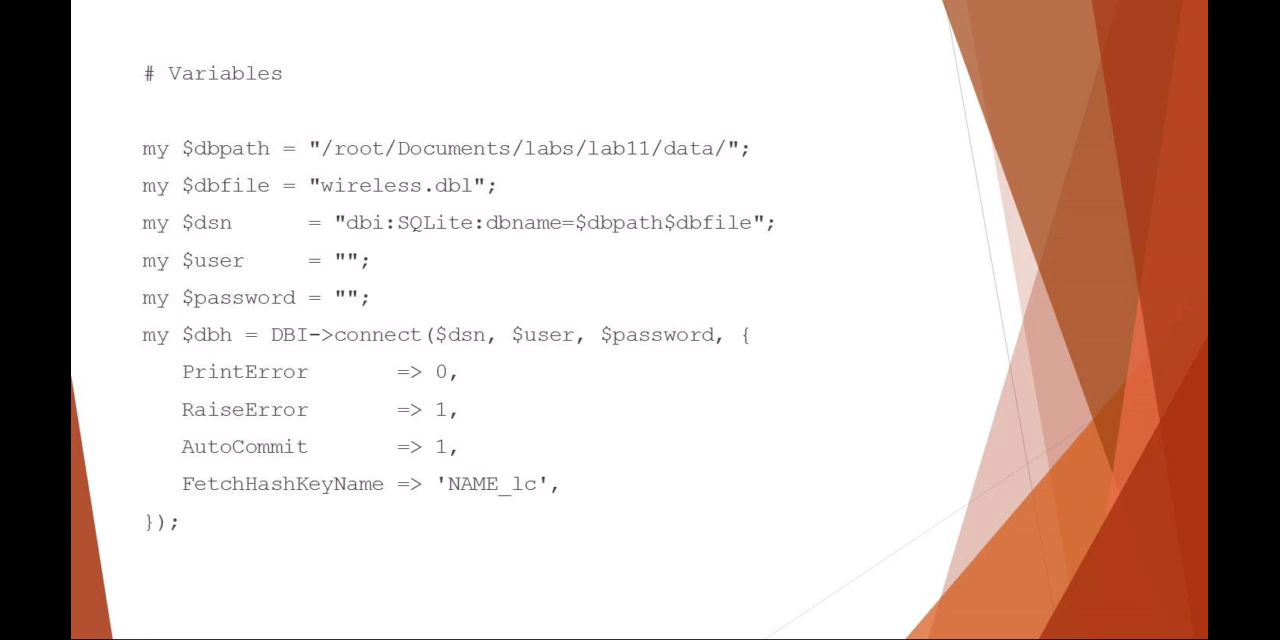 # Variables
my $dbpath = "/root/Documents/labs/lab11/data/";
my $dbfile = "wireless.dbl";
my $dsn      = "dbi:SQLite:dbname=$dbpath$dbfile";
my $user     = "";
my $password = "";
my $dbh = DBI->connect($dsn, $user, $password, {
   PrintError       => 0,
   RaiseError       => 1,
   AutoCommit       => 1,
   FetchHashKeyName => 'NAME_lc',
});